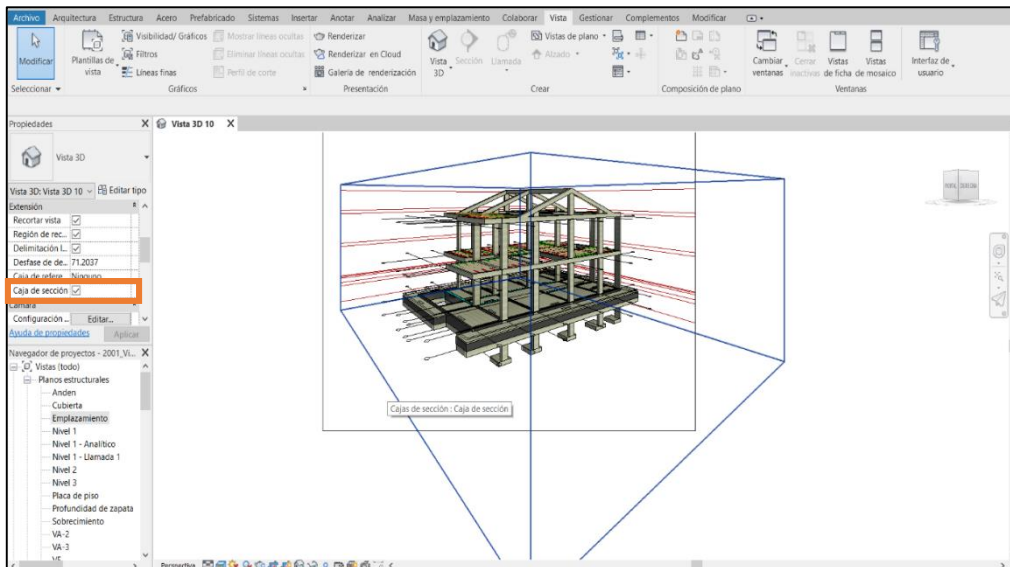 Archivo Arquitectura Estructura Acero Prefabricado Sistemas Insertar Anotar Analizar Masa y emplazamiento Colaborar Vista Gestionar Complementos Modificar
Modificar
Plantillas de vista
Visibilidad/ Gráficos
Filtros
Líneas finas
Mostrar líneas ocultas
Eliminar líneas ocultas
Perfil de corte
Renderizar
Renderizar en Cloud
Galería de renderización
Vista 3D
Sección
Llamada
Vistas de plano
Alzado
Cambiar ventanas
Cerrar inactivas
Vistas de ficha
Vistas de mosaico
Interfaz de usuario
Seleccionar
Gráficos
Presentación
Crear
Composición de plano
Ventanas
Propiedades X
Vista 3D 10 X
Vista 3D
Vista 3D: Vista 3D 10 Editar tipo
Extensión
Recortar vista
Región de rec...
Delimitación l...
Desfase de de... 71.2037
Caja de refere... Ninguno
Caja de sección
Cámara
Configuración ... Editar...
Ayuda de propiedades Aplicar
Navegador de proyectos - 2001_Vi... X
Vistas (todo)
Planos estructurales
Anden
Cubierta
Emplazamiento
Nivel 1
Nivel 1 - Analítico
Nivel 1 - Llamada 1
Nivel 2
Nivel 3
Placa de piso
Profundidad de zapata
Sobrecimiento
VA-2
VA-3
Cajas de sección : Caja de sección
Perspectiva